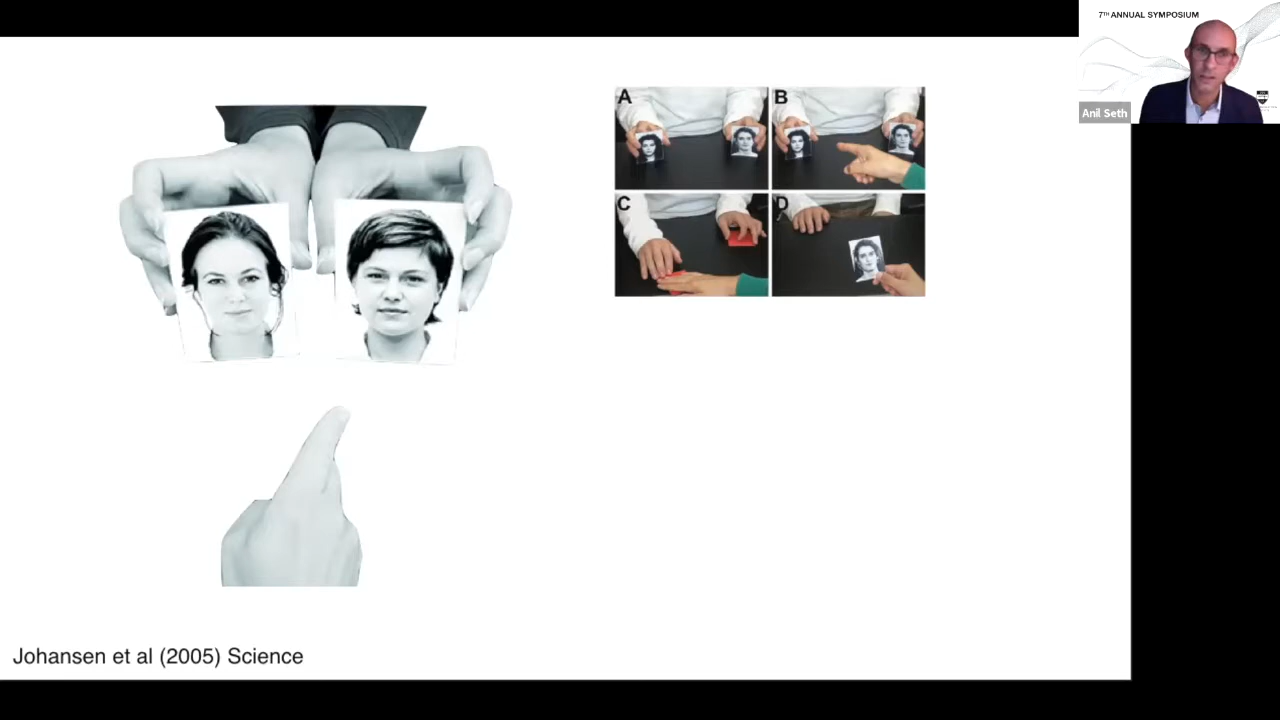 7TH ANNUAL SYMPOSIUM
Anil Seth
A
B
C
D
Johansen et al (2005) Science